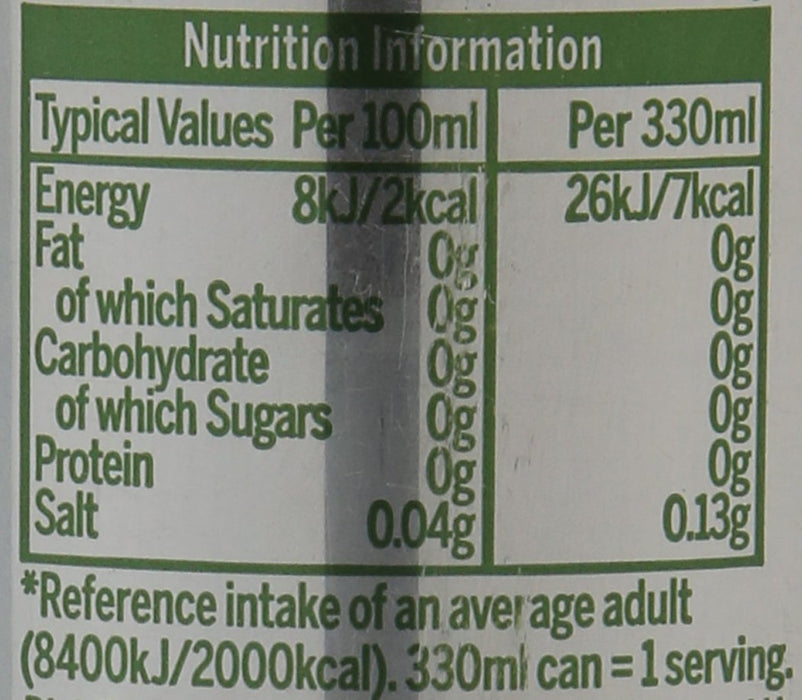 Nutrition Information
Typical Values Per 100ml Per 330ml
Energy 8kJ/2kcal 26kJ/7kcal
Fat 0g 0g
of which Saturates 0g 0g
Carbohydrate 0g 0g
of which Sugars 0g 0g
Protein 0g 0g
Salt 0.04g 0.13g
*Reference intake of an average adult
(8400kJ/2000kcal). 330ml can = 1 serving.